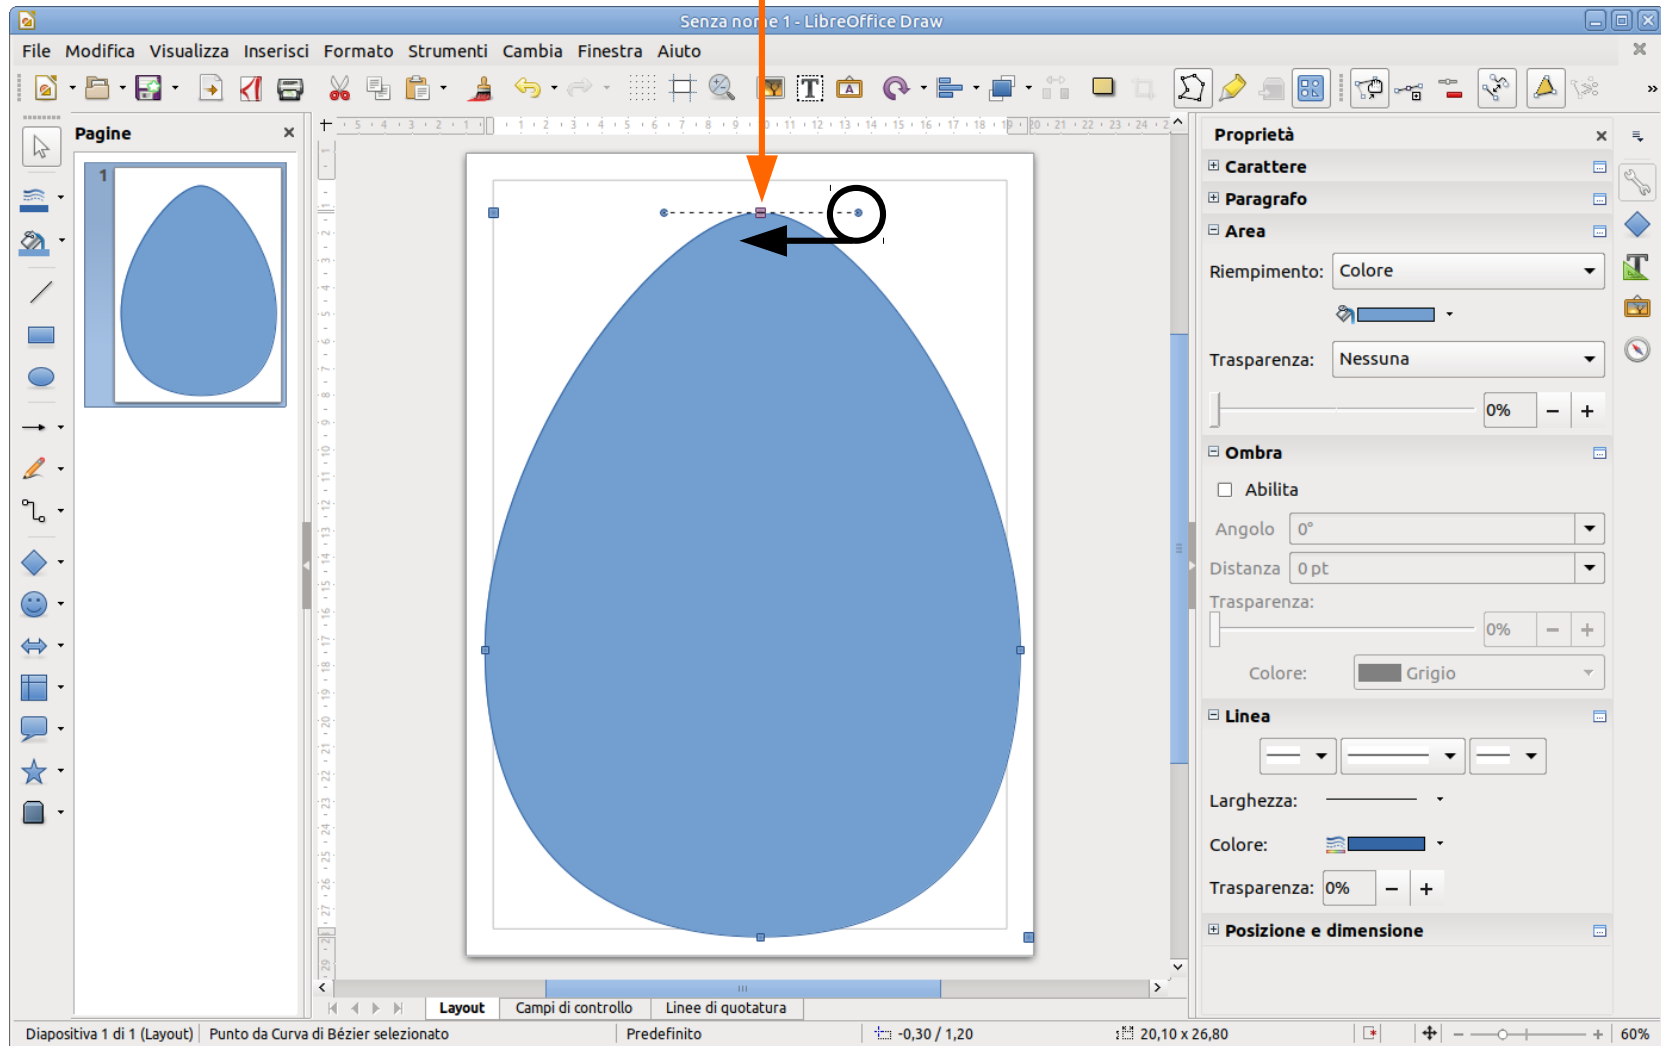 Senza nome 1 - LibreOffice Draw
File Modifica Visualizza Inserisci Formato Strumenti Cambia Finestra Aiuto
Pagine
1
Proprietà
Carattere
Paragrafo
Area
Riempimento: Colore
Trasparenza: Nessuna
0%
Ombra
Abilita
Angolo 0°
Distanza 0 pt
Trasparenza:
0%
Colore: Grigio
Linea
Larghezza:
Colore:
Trasparenza: 0%
Posizione e dimensione
Layout Campi di controllo Linee di quotatura
Diapositiva 1 di 1 (Layout) Punto da Curva di Bézier selezionato Predefinito -0,30 / 1,20 20,10 x 26,80 60%